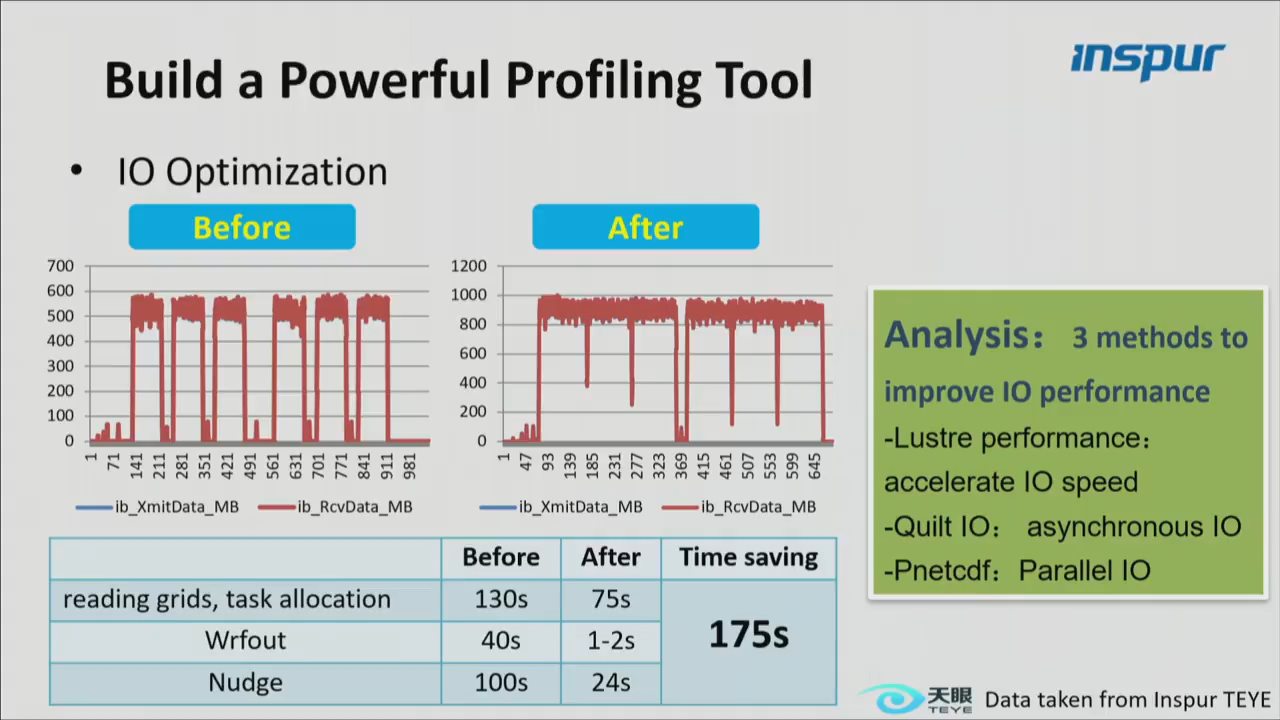 inspur
Build a Powerful Profiling Tool
• IO Optimization
Before
After
700
600
500
400
300
200
100
0
1 71 141 211 281 351 421 491 561 631 701 771 841 911 981
ib_XmitData_MB ib_RcvData_MB
1200
1000
800
600
400
200
0
1 47 93 139 185 231 277 323 369 415 461 507 553 599 645
ib_XmitData_MB ib_RcvData_MB
Before After Time saving
reading grids, task allocation 130s 75s
175s
Wrfout 40s 1-2s
Nudge 100s 24s
Analysis： 3 methods to
improve IO performance
-Lustre performance：
accelerate IO speed
-Quilt IO： asynchronous IO
-Pnetcdf：Parallel IO
天眼
TEYE
Data taken from Inspur TEYE